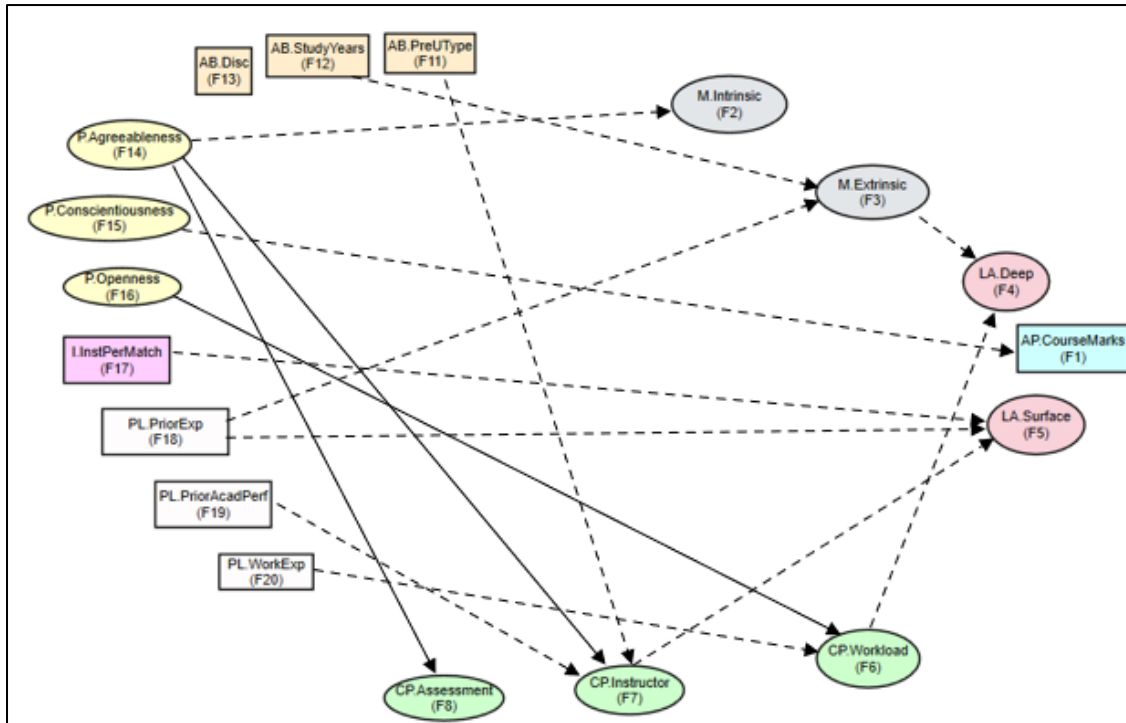 AB.Disc
(F13)
AB.StudyYears
(F12)
AB.PreUType
(F11)
M.Intrinsic
(F2)
P.Agreeableness
(F14)
M.Extrinsic
(F3)
P.Conscientiousness
(F15)
P.Openness
(F16)
LA.Deep
(F4)
I.InstPerMatch
(F17)
AP.CourseMarks
(F1)
PL.PriorExp
(F18)
LA.Surface
(F5)
PL.PriorAcadPerf
(F19)
PL.WorkExp
(F20)
CP.Workload
(F6)
CP.Instructor
(F7)
CP.Assessment
(F8)